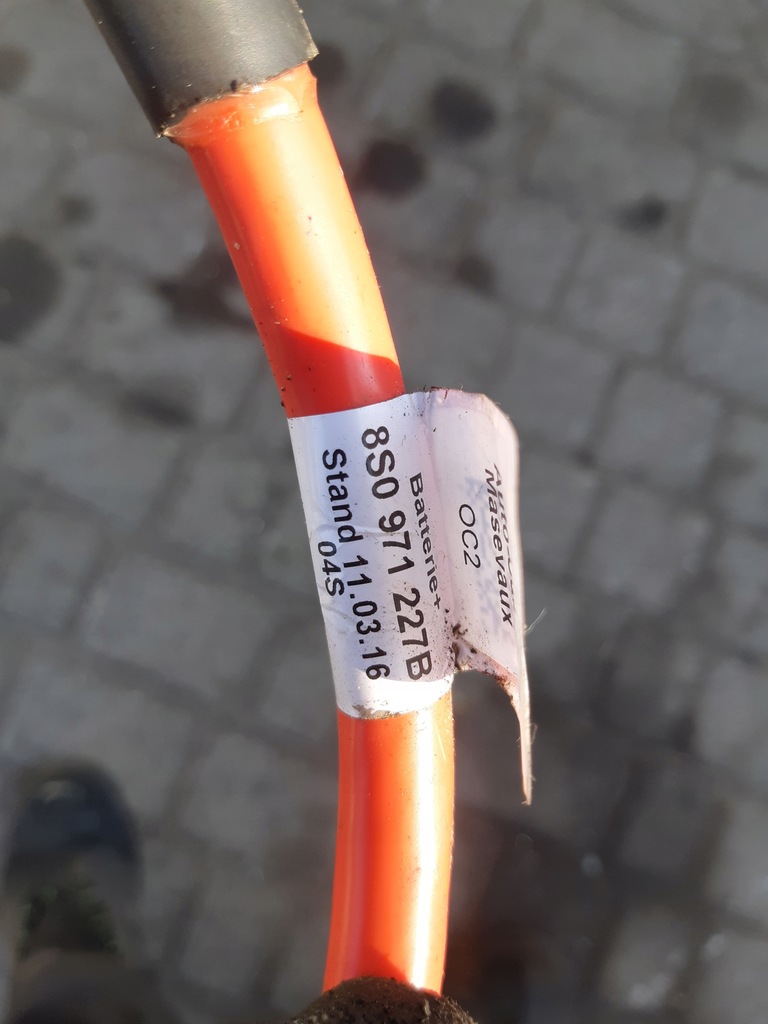 Masevaux
OC2
Batterie+
8S0 971 227B
Stand 11.03.16
04S